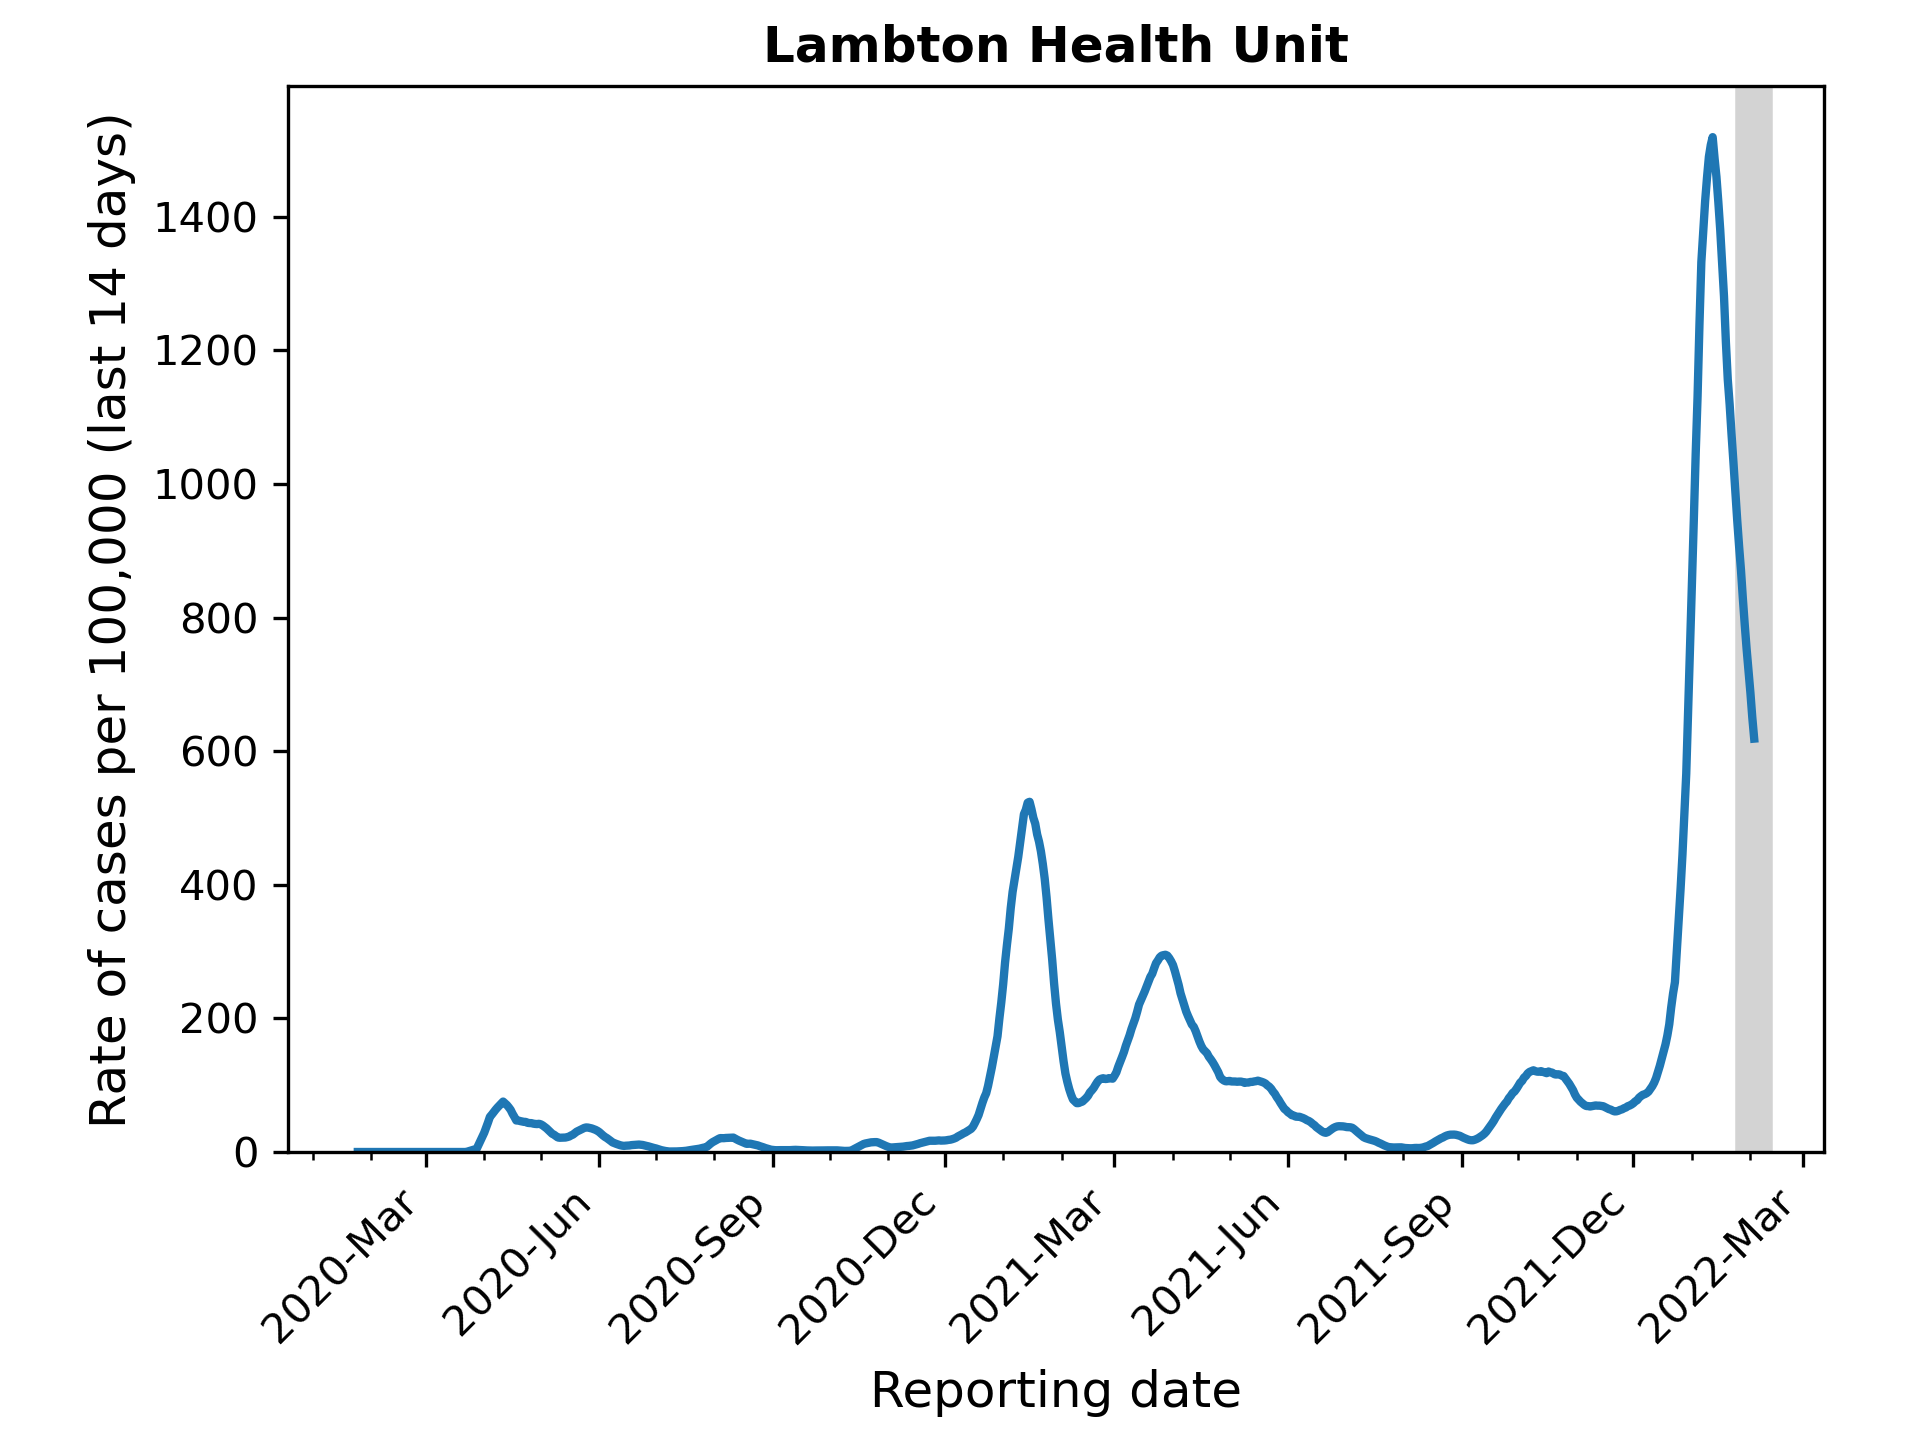 Lambton Health Unit
Rate of cases per 100,000 (last 14 days)
1400
1200
1000
800
600
400
200
0
2020-Mar
2020-Jun
2020-Sep
2020-Dec
2021-Mar
2021-Jun
2021-Sep
2021-Dec
2022-Mar
Reporting date